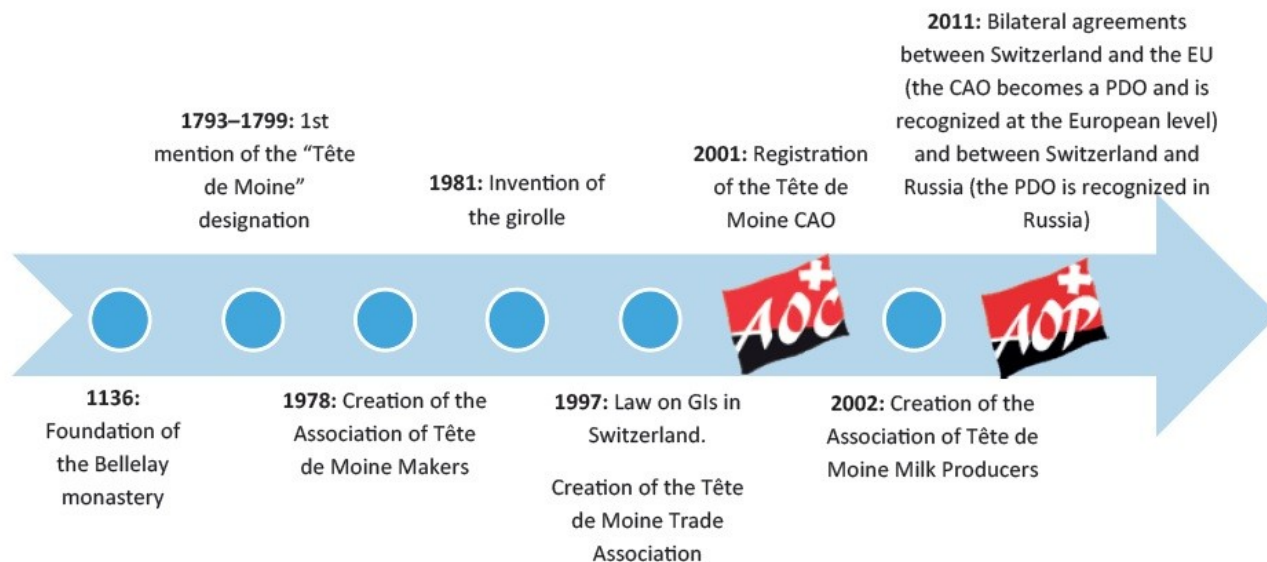 1136:
Foundation of
the Bellelay
monastery
1793–1799: 1st
mention of the “Tête
de Moine”
designation
1978: Creation of the
Association of Tête
de Moine Makers
1981: Invention of
the girolle
1997: Law on GIs in
Switzerland.
Creation of the Tête
de Moine Trade
Association
2001: Registration
of the Tête de
Moine CAO
AOC
2002: Creation of the
Association of Tête de
Moine Milk Producers
2011: Bilateral agreements
between Switzerland and the EU
(the CAO becomes a PDO and is
recognized at the European level)
and between Switzerland and
Russia (the PDO is recognized in
Russia)
AOP